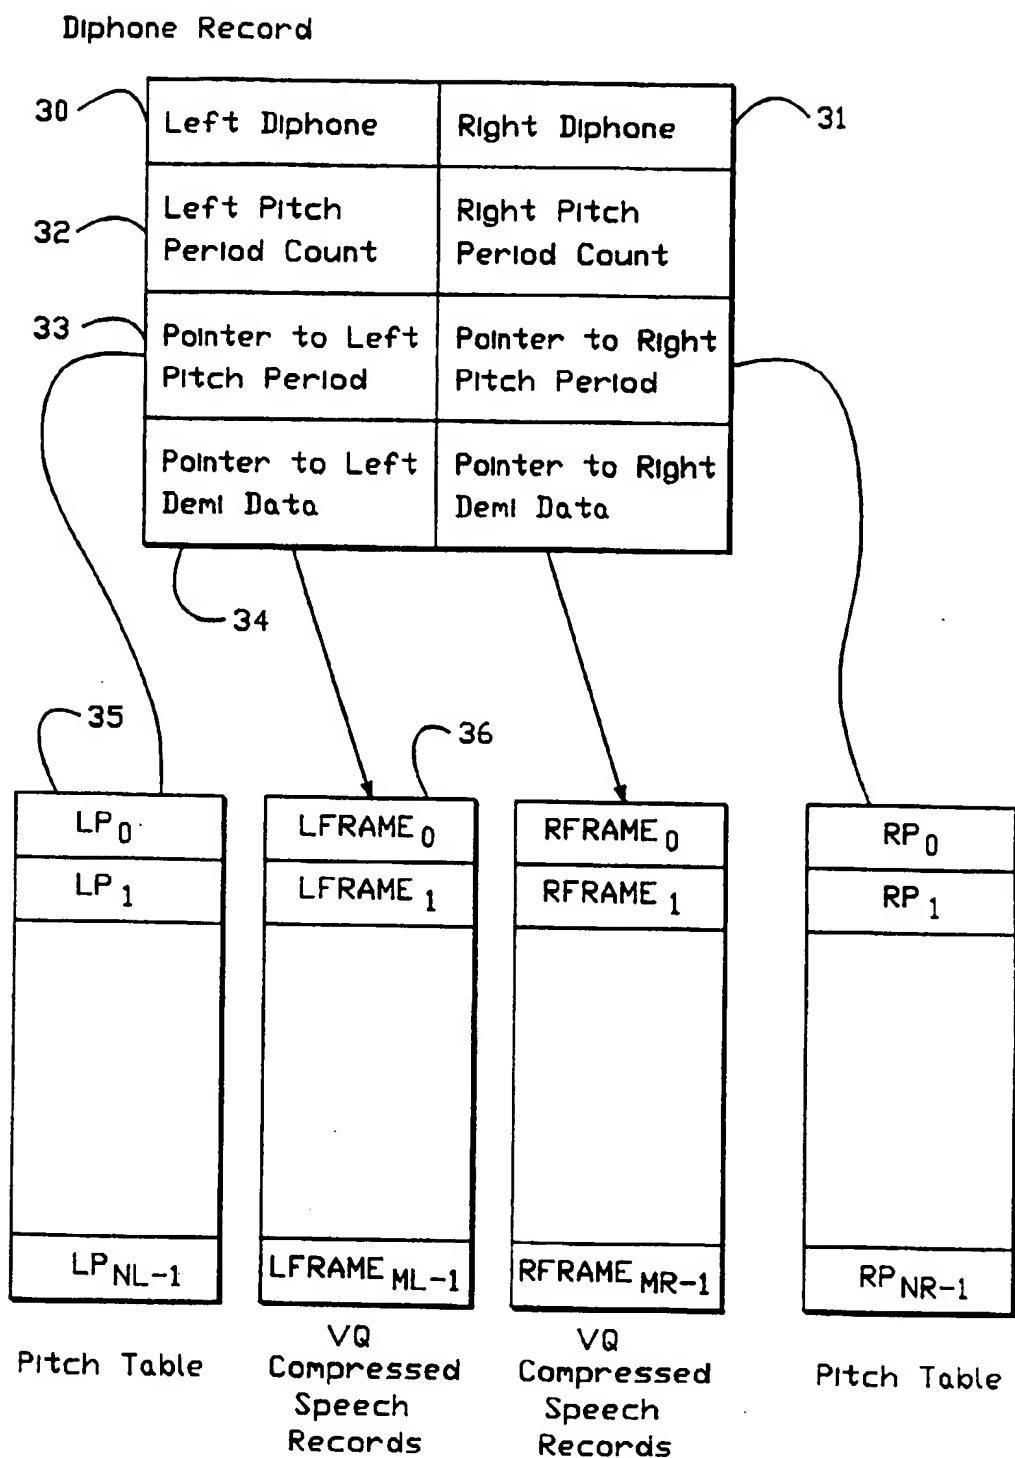 Diphone Record
30
Left Diphone
Right Diphone
31
32
Left Pitch
Period Count
Right Pitch
Period Count
33
Pointer to Left
Pitch Period
Pointer to Right
Pitch Period
Pointer to Left
Demi Data
Pointer to Right
Demi Data
34
35
36
LP0
LFRAME0
RFRAME0
RP0
LP1
LFRAME1
RFRAME1
RP1
LPNL-1
LFRAMEML-1
RFRAMEMR-1
RPNR-1
Pitch Table
VQ
Compressed
Speech
Records
VQ
Compressed
Speech
Records
Pitch Table